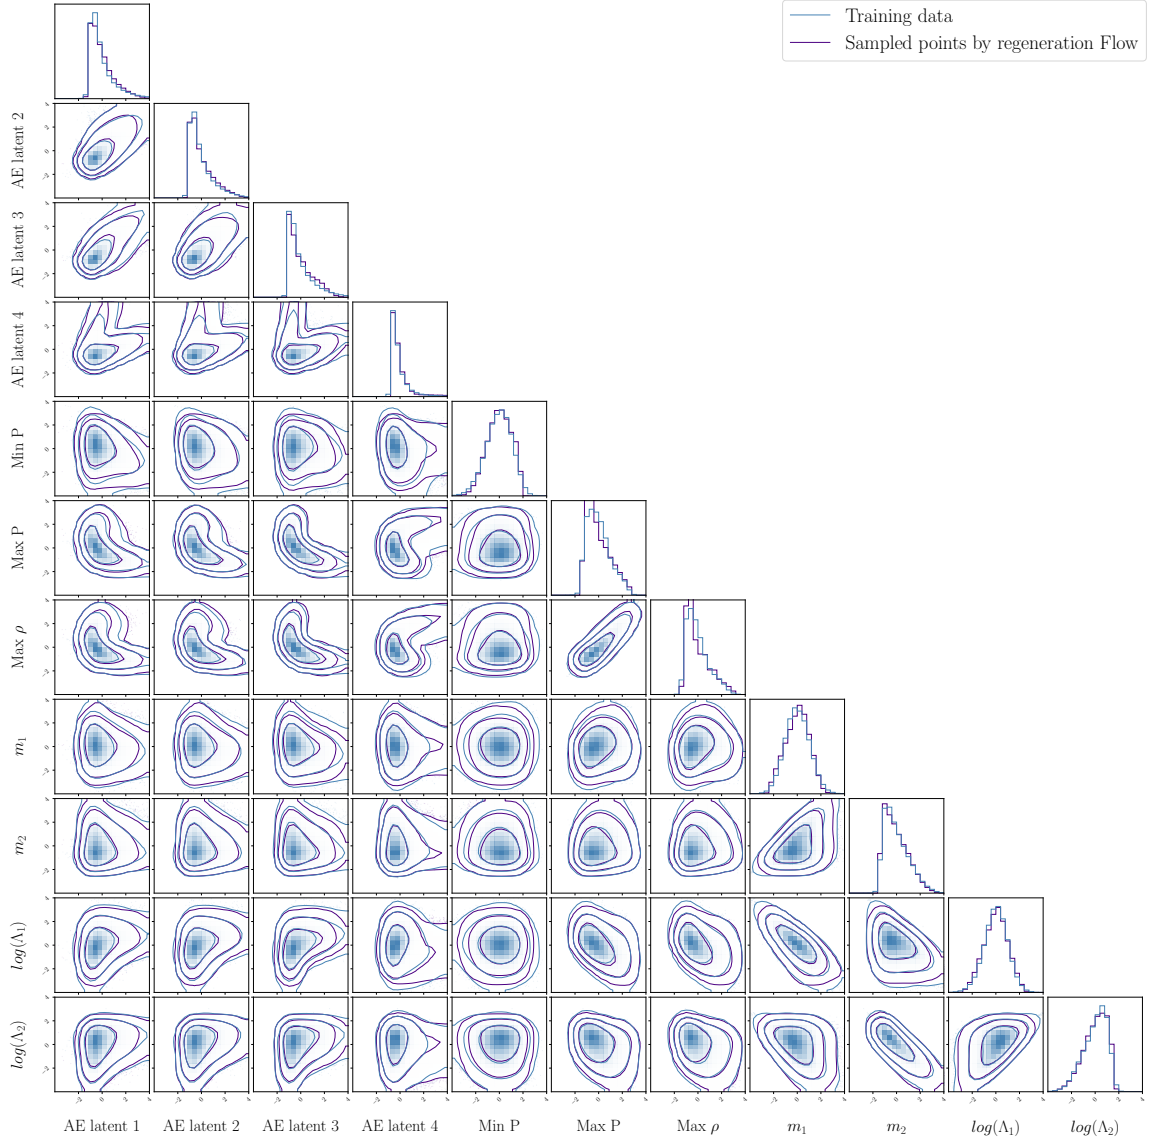 Training data
Sampled points by regeneration Flow
AE latent 2
AE latent 3
AE latent 4
Min P
Max P
Max ρ
m₁
m₂
log(Λ₁)
log(Λ₂)
AE latent 1
AE latent 2
AE latent 3
AE latent 4
Min P
Max P
Max ρ
m₁
m₂
log(Λ₁)
log(Λ₂)